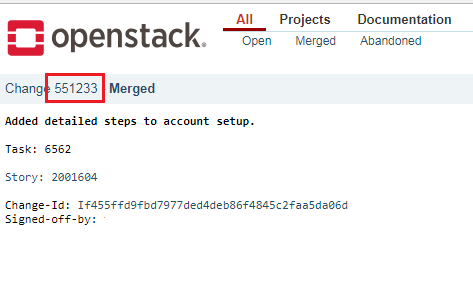 All Projects Documentation
openstack.
Open Merged Abandoned
Change 551233 - Merged
Added detailed steps to account setup.
Task: 6562
Story: 2001604
Change-Id: If455ffd9fbd7977ded4deb86f4845c2faa5da06d
Signed-off-by: